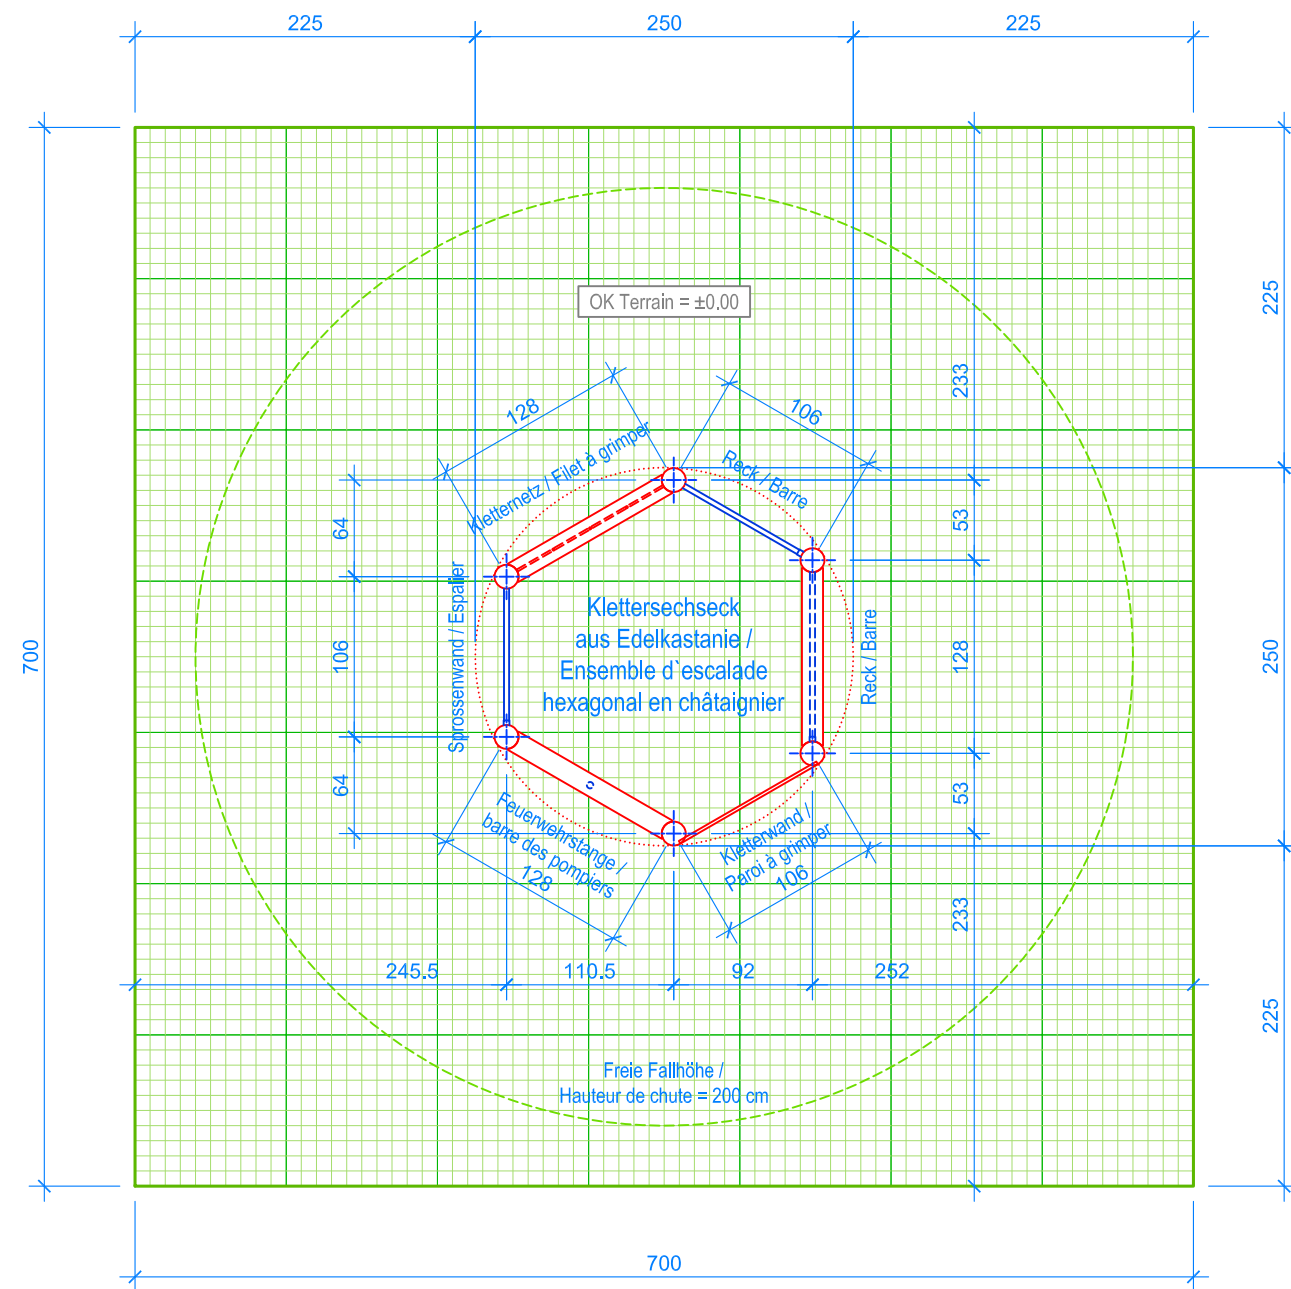 225
250
225
700
225
250
225
OK Terrain = ±0,00
233
53
128
53
233
128
106
Kletternetz / Filet à grimper
Reck / Barre
64
106
64
Sprossenwand / Espalier
Klettersechseck
aus Edelkastanie /
Ensemble d`escalade
hexagonal en châtaignier
Reck / Barre
Feuerwehrstange /
barre des pompiers
128
Kletterwand /
Paroi à grimper
106
245.5
110.5
92
252
Freie Fallhöhe /
Hauteur de chute = 200 cm
700